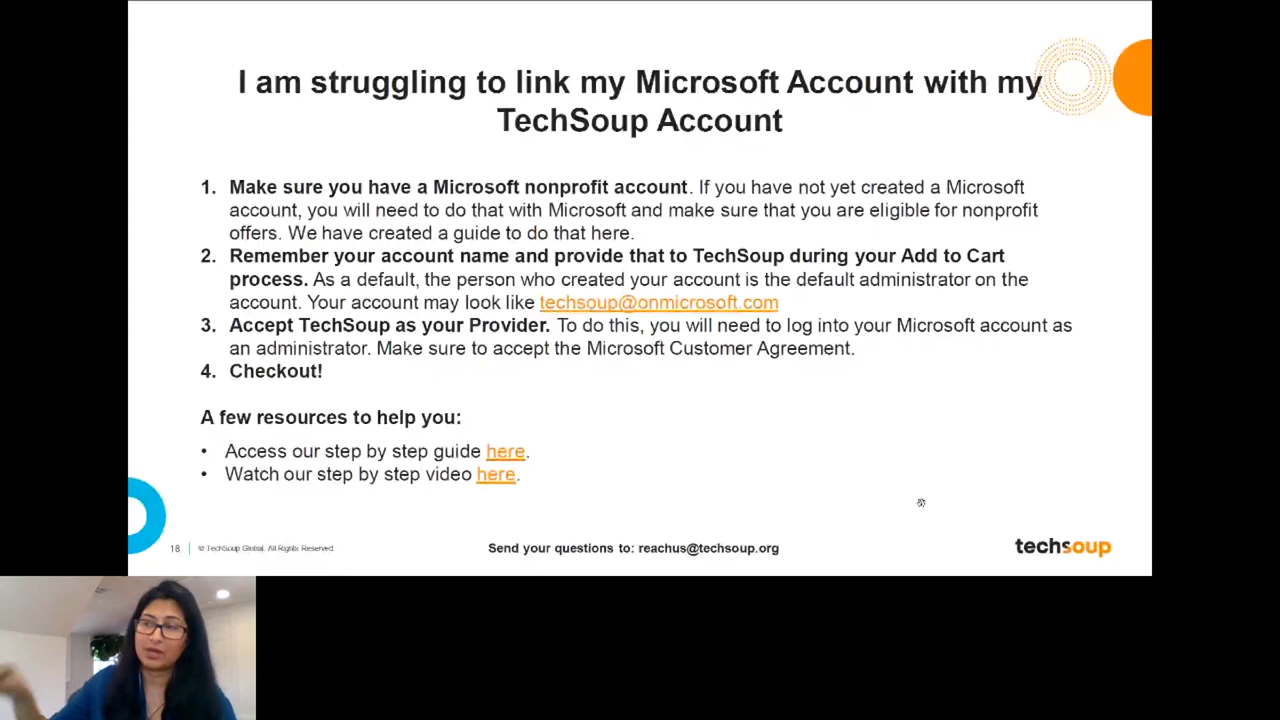 I am struggling to link my Microsoft Account with my
TechSoup Account
1. Make sure you have a Microsoft nonprofit account. If you have not yet created a Microsoft
account, you will need to do that with Microsoft and make sure that you are eligible for nonprofit
offers. We have created a guide to do that here.
2. Remember your account name and provide that to TechSoup during your Add to Cart
process. As a default, the person who created your account is the default administrator on the
account. Your account may look like techsoup@onmicrosoft.com
3. Accept TechSoup as your Provider. To do this, you will need to log into your Microsoft account as
an administrator. Make sure to accept the Microsoft Customer Agreement.
4. Checkout!
A few resources to help you:
• Access our step by step guide here.
• Watch our step by step video here.
18 © TechSoup Global. All Rights Reserved
Send your questions to: reachus@techsoup.org
techsoup